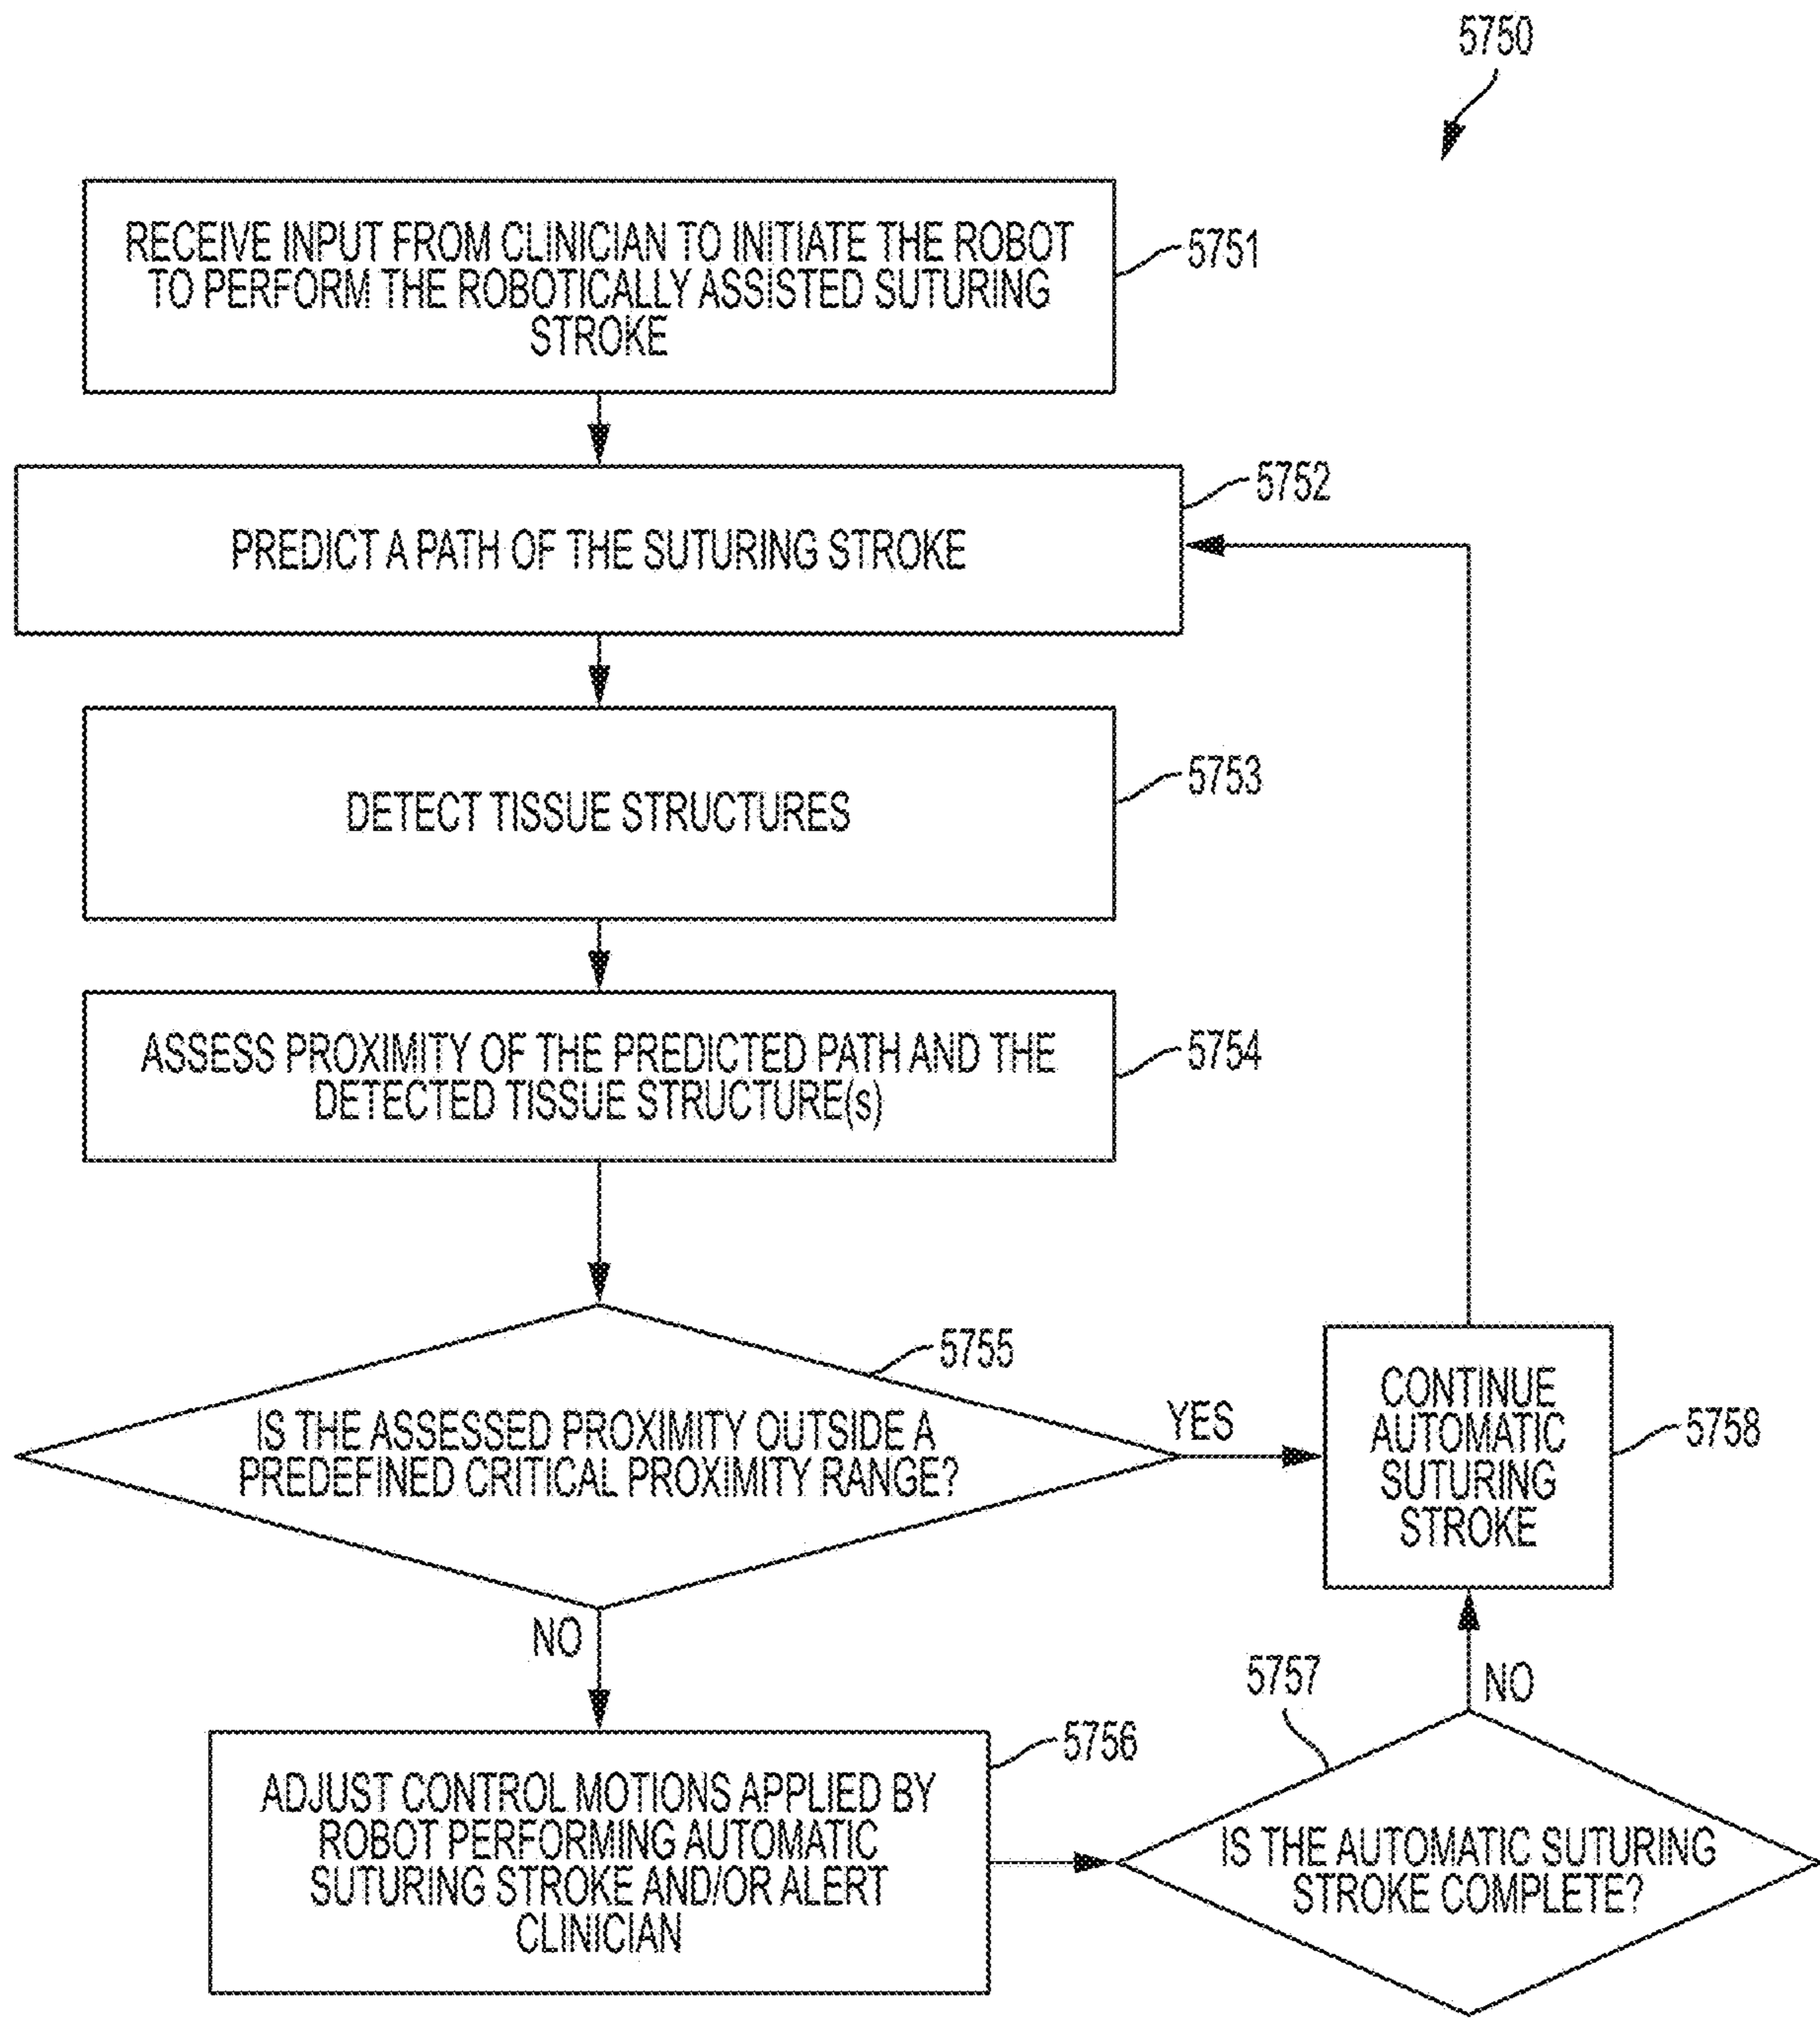 5750
RECEIVE INPUT FROM CLINICIAN TO INITIATE THE ROBOT
TO PERFORM THE ROBOTICALLY ASSISTED SUTURING
STROKE
5751
5752
PREDICT A PATH OF THE SUTURING STROKE
5753
DETECT TISSUE STRUCTURES
5754
ASSESS PROXIMITY OF THE PREDICTED PATH AND THE
DETECTED TISSUE STRUCTURE(s)
5755
IS THE ASSESSED PROXIMITY OUTSIDE A
PREDEFINED CRITICAL PROXIMITY RANGE?
YES
CONTINUE
AUTOMATIC
SUTURING
STROKE
5758
NO
5756
ADJUST CONTROL MOTIONS APPLIED BY
ROBOT PERFORMING AUTOMATIC
SUTURING STROKE AND/OR ALERT
CLINICIAN
5757
NO
IS THE AUTOMATIC SUTURING
STROKE COMPLETE?